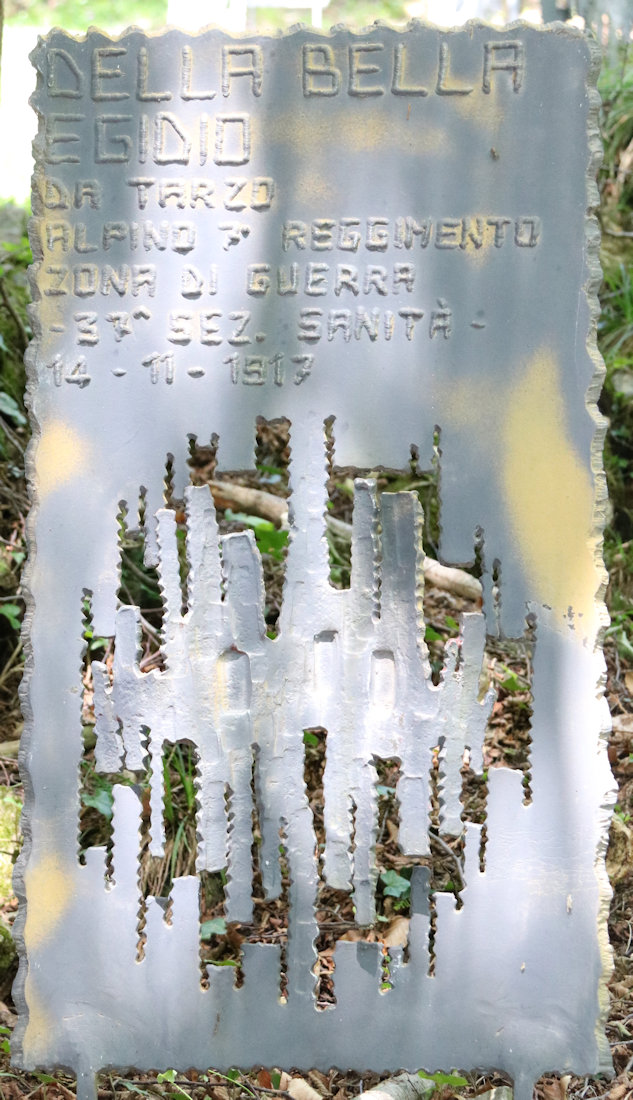 DELLA BELLA
EGIDIO
DA TARZO
ALPINO 7° REGGIMENTO
ZONA DI GUERRA
- 37^ SEZ. SANITÀ -
14 - 11 - 1917